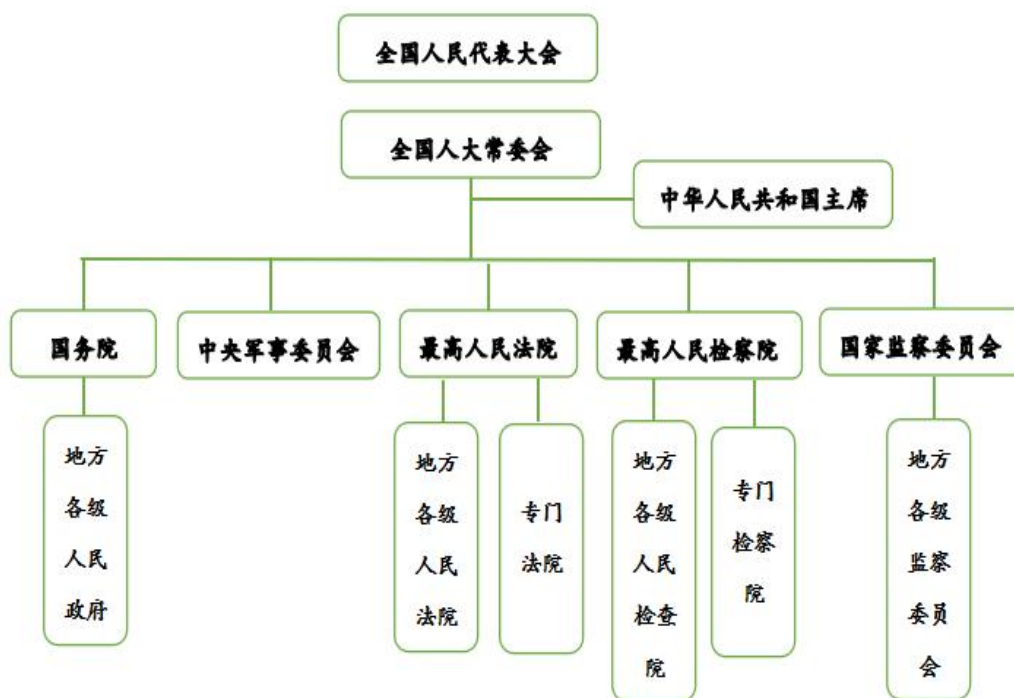 全国人民代表大会
全国人大常委会
中华人民共和国主席
国务院
中央军事委员会
最高人民法院
最高人民检察院
国家监察委员会
地方
各级
人民
政府
地方
各级
人民
法院
专门
法院
地方
各级
人民
检查
院
专门
检察
院
地方
各级
监察
委员
会